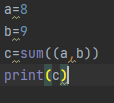 a=8
b=9
c=sum((a,b))
print(c)